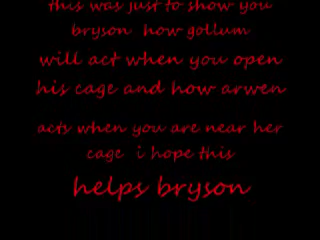 this was just to show you
bryson how gollum
will act when you open
his cage and how arwen
acts when you are near her
cage i hope this
helps bryson